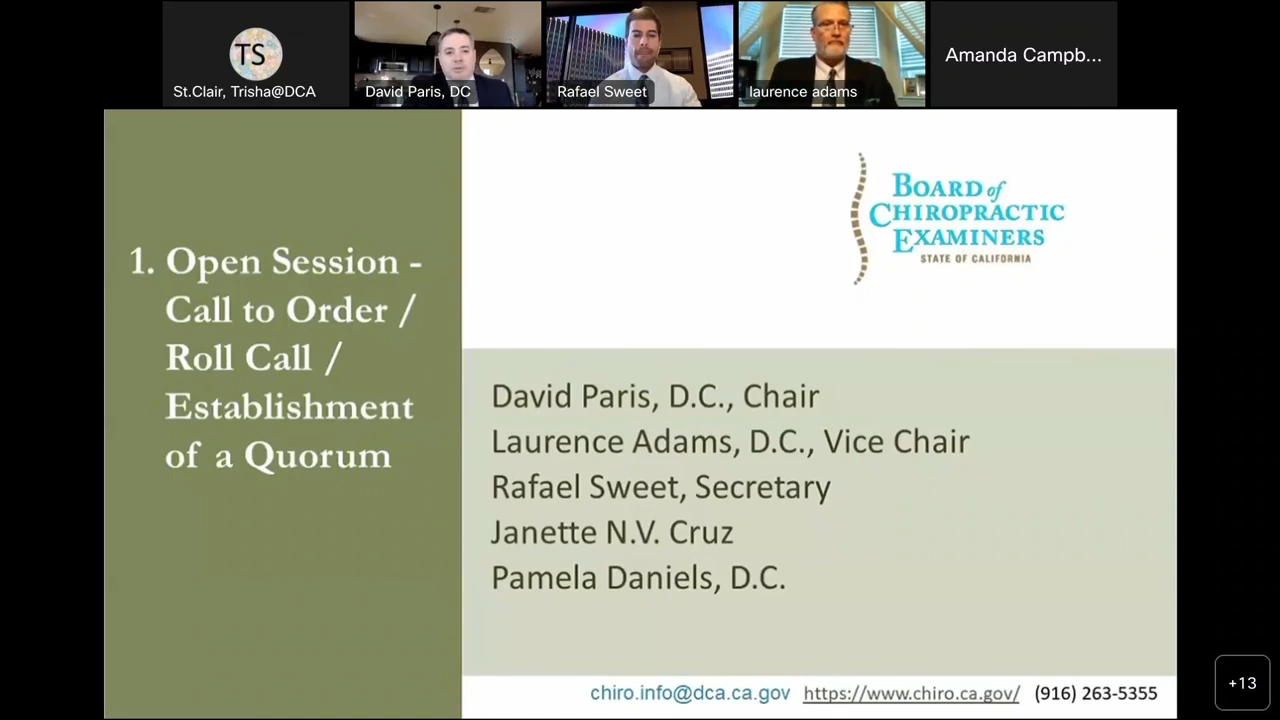 TS
St.Clair, Trisha@DCA
David Paris, DC
Rafael Sweet
laurence adams
Amanda Campb...
BOARD of
CHIROPRACTIC
EXAMINERS
STATE OF CALIFORNIA
1. Open Session -
Call to Order /
Roll Call /
Establishment
of a Quorum
David Paris, D.C., Chair
Laurence Adams, D.C., Vice Chair
Rafael Sweet, Secretary
Janette N.V. Cruz
Pamela Daniels, D.C.
chiro.info@dca.ca.gov https://www.chiro.ca.gov/ (916) 263-5355
+13